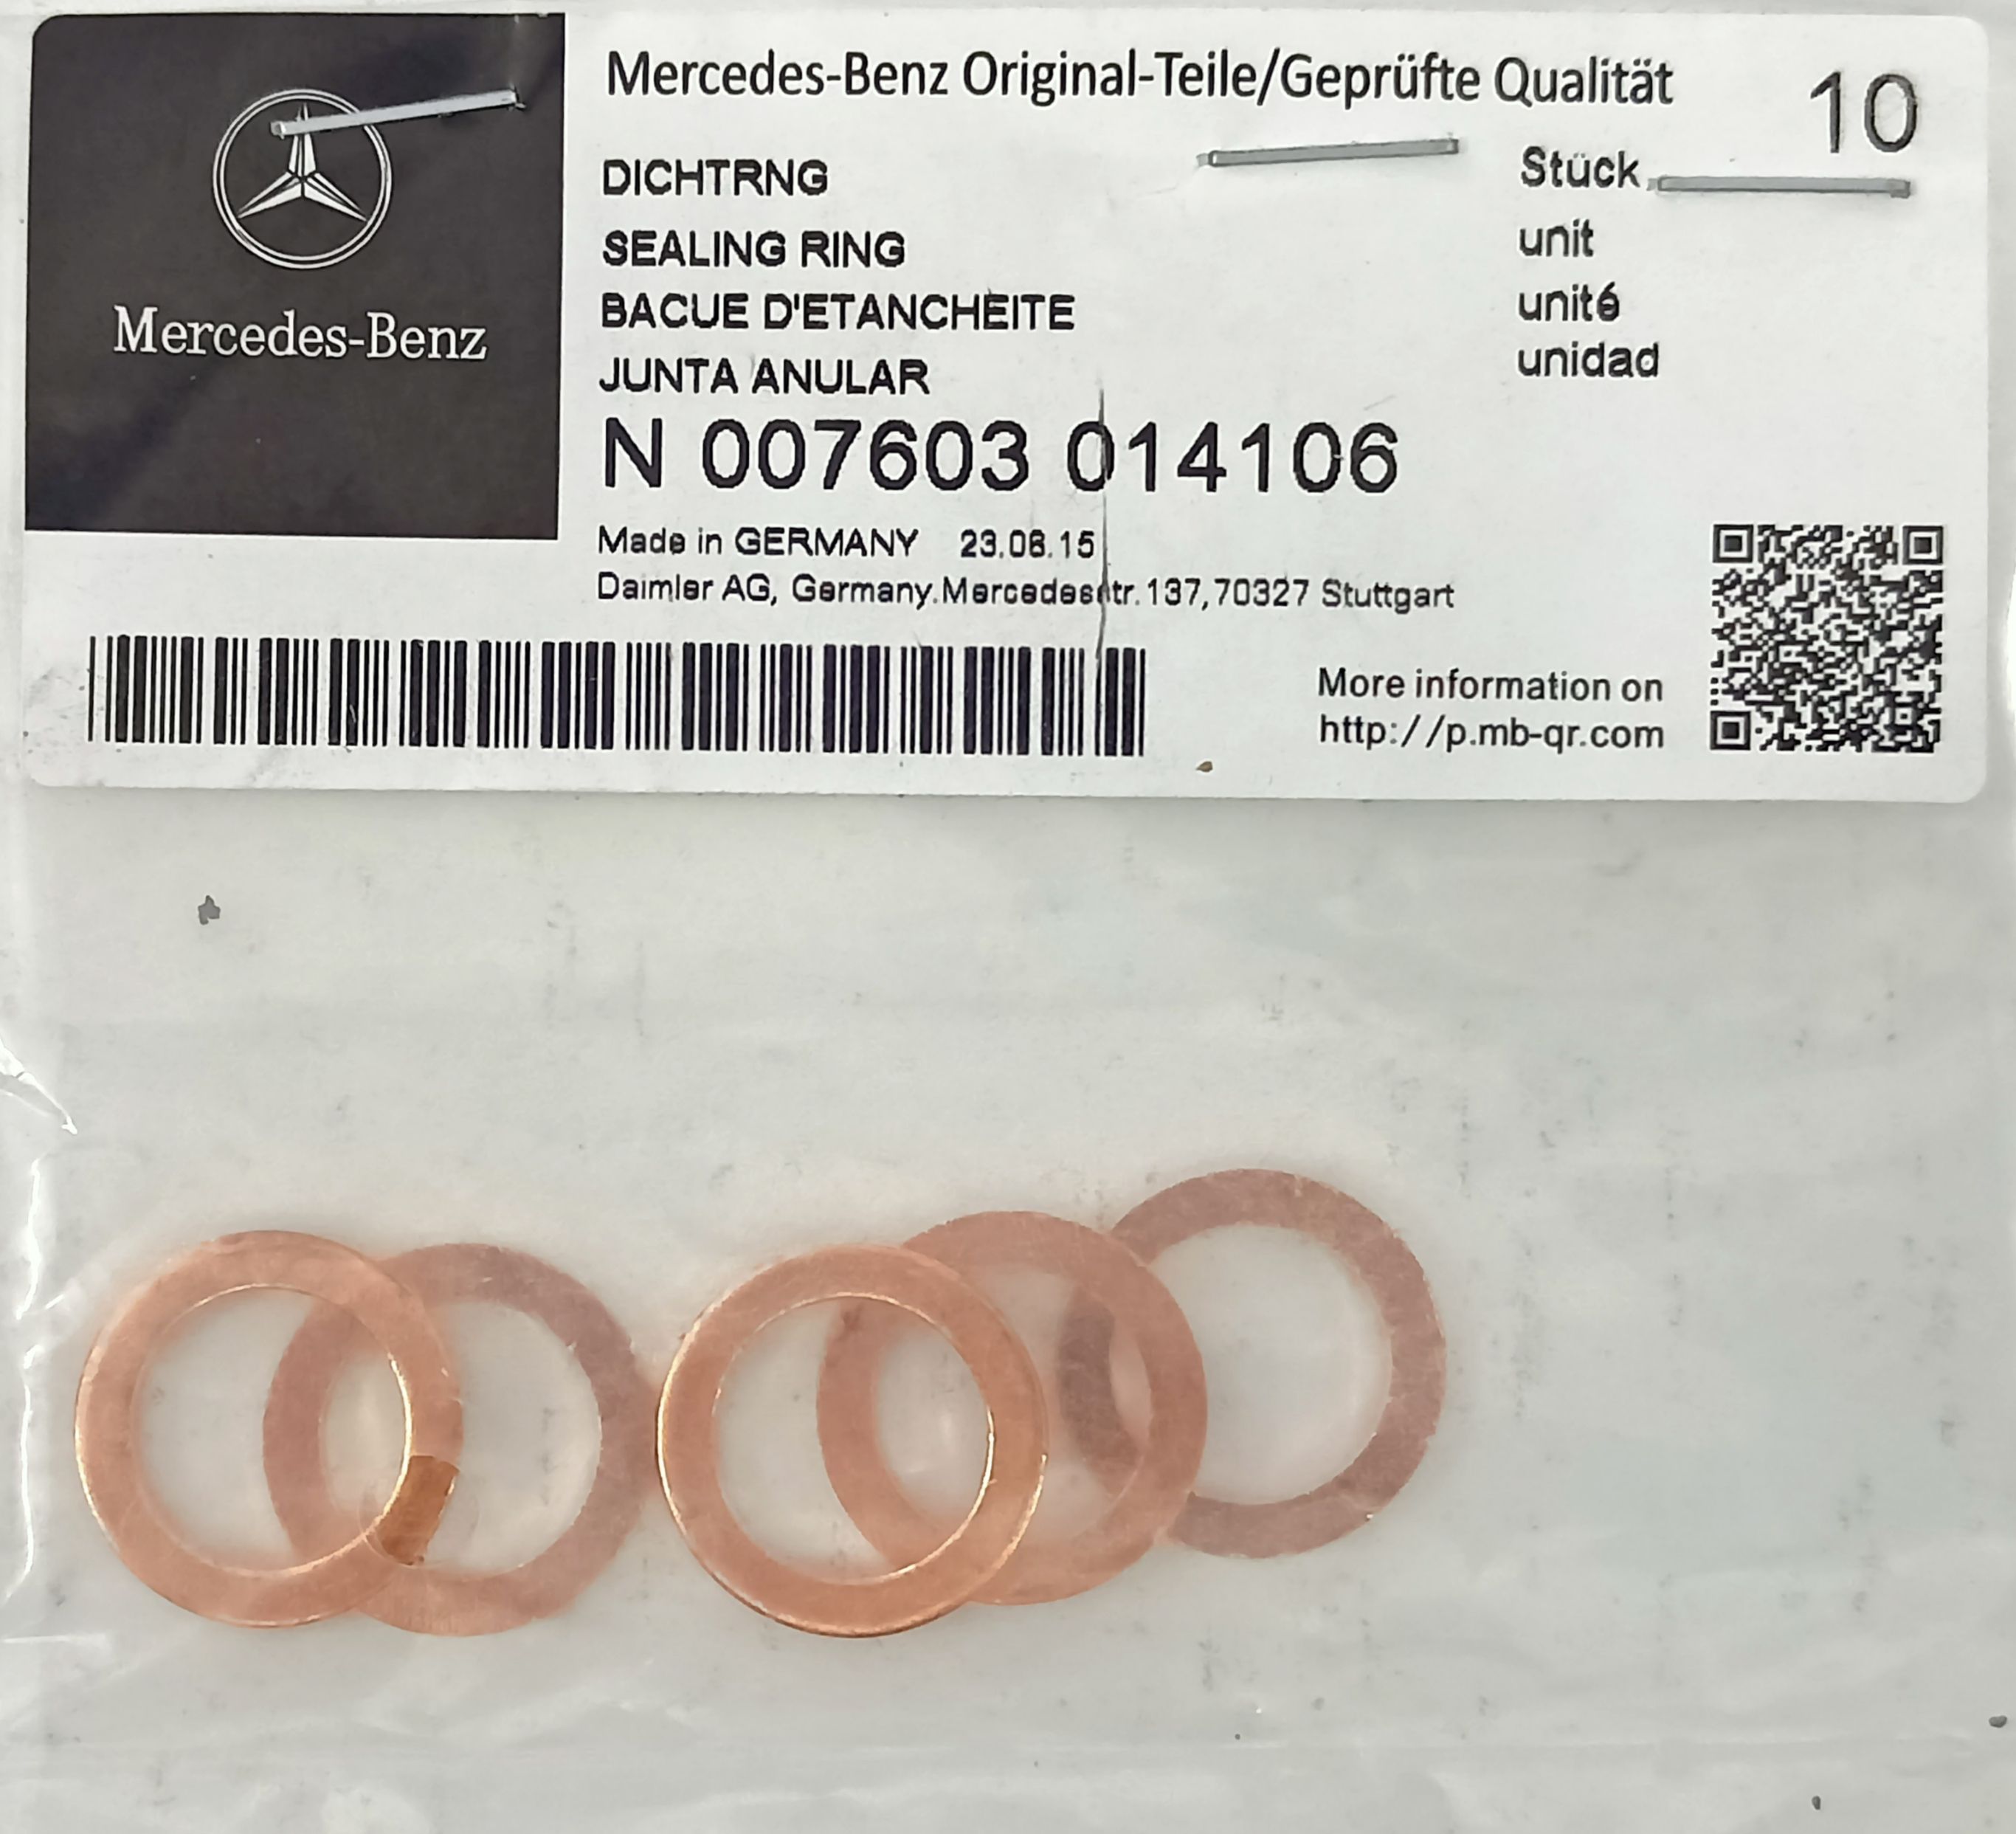 Mercedes-Benz
Mercedes-Benz Original-Teile/Geprüfte Qualität
10
DICHTRNG
SEALING RING
BACUE D'ETANCHEITE
JUNTA ANULAR
Stück
unit
unité
unidad
N 007603 014106
Made in GERMANY 23.08.15
Daimler AG, Germany.Mercedesstr.137,70327 Stuttgart
More information on
http://p.mb-qr.com